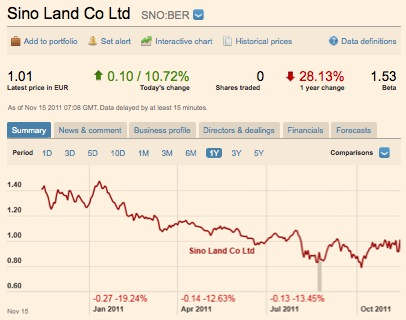 Sino Land Co Ltd SNO:BER
Add to portfolio Set alert Interactive chart Historical prices Data definitions
1.01 0.10 / 10.72% 0 28.13% 1.53
Latest price in EUR Today's change Shares traded 1 year change Beta
As of Nov 15 2011 07:08 GMT. Data delayed by at least 15 minutes.
Summary News & comment Business profile Directors & dealings Financials Forecasts
Period 1D 3D 5D 10D 1M 3M 6M 1Y 3Y 5Y Comparisons
1.40
1.20
1.00
Sino Land Co Ltd
0.80
0.60
-0.27 -19.24% -0.14 -12.63% -0.13 -13.45%
Nov 15 Jan 2011 Apr 2011 Jul 2011 Oct 2011